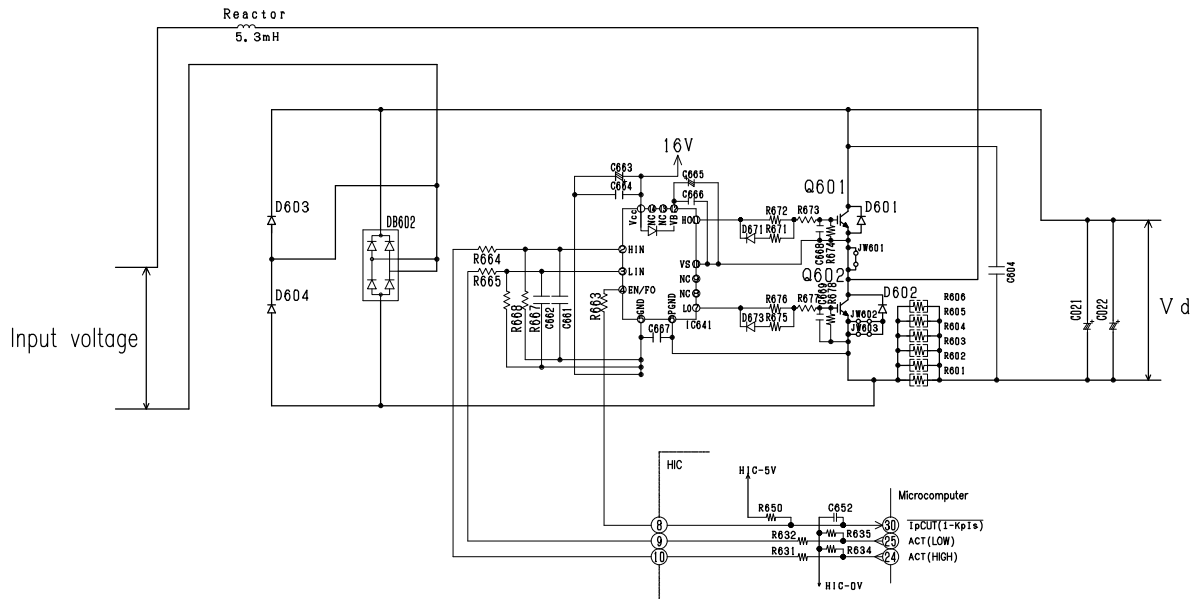 Reactor
5.3mH
16V
C663
C664
C665
C666
Q601
D601
D603
DB602
D604
Vcc
NC
NC
VB
HO
R672
R673
D671
R671
C668
R674
JW601
HIN
LIN
EN/FO
VS
NC
NC
LO
R664
R665
R663
Q602
D602
R676
R677
C669
R678
D673
R675
JW602
JW603
GND
PGND
IC641
C667
R667
C662
C661
R606
R605
R604
R603
R602
R601
C604
C021
C022
V d
Input voltage
HIC
HIC-5V
R650
C652
Microcomputer
8
30
IpCUT(1-KpIs)
9
R632
R635
25
ACT(LOW)
10
R631
R634
24
ACT(HIGH)
HIC-0V